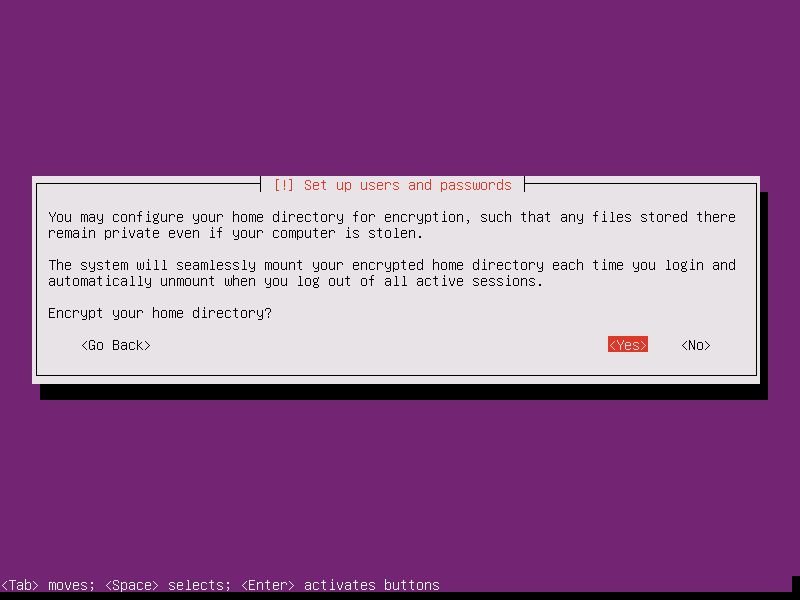 [!] Set up users and passwords
You may configure your home directory for encryption, such that any files stored there
remain private even if your computer is stolen.
The system will seamlessly mount your encrypted home directory each time you login and
automatically unmount when you log out of all active sessions.
Encrypt your home directory?
<Go Back> <Yes> <No>
<Tab> moves; <Space> selects; <Enter> activates buttons